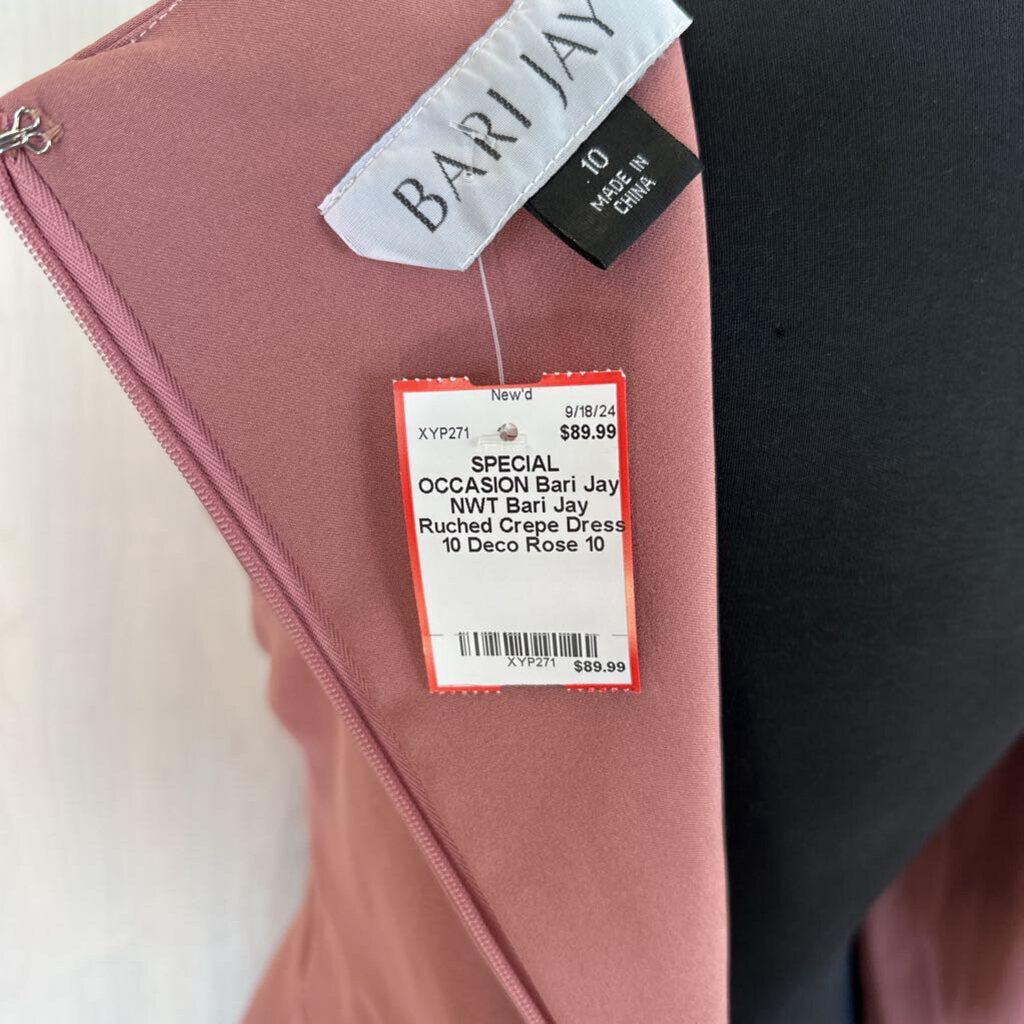 BARI JAY
10
MADE IN
CHINA
New'd
9/18/24
XYP271 $89.99
SPECIAL
OCCASION Bari Jay
NWT Bari Jay
Ruched Crepe Dress
10 Deco Rose 10
XYP271 $89.99